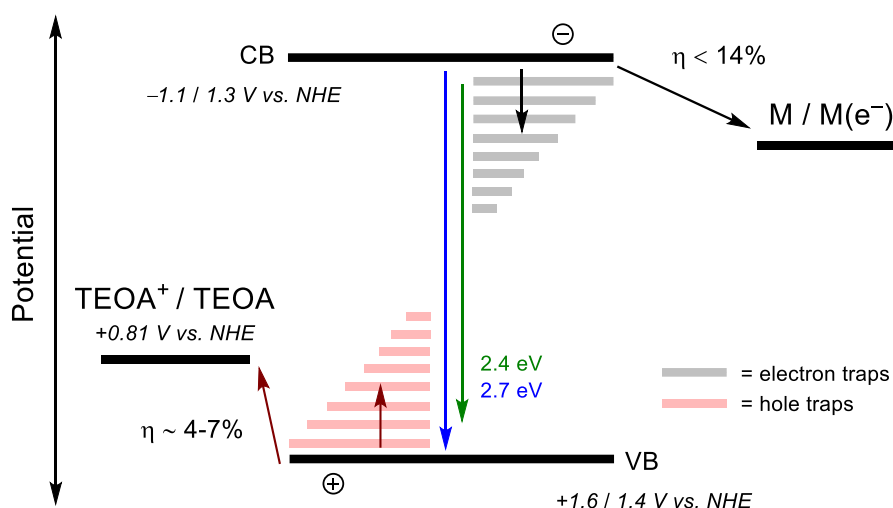 CB
⊖
η < 14%
−1.1 / 1.3 V vs. NHE
M / M(e⁻)
Potential
TEOA⁺ / TEOA
+0.81 V vs. NHE
2.4 eV
2.7 eV
= electron traps
= hole traps
η ~ 4-7%
VB
⊕
+1.6 / 1.4 V vs. NHE